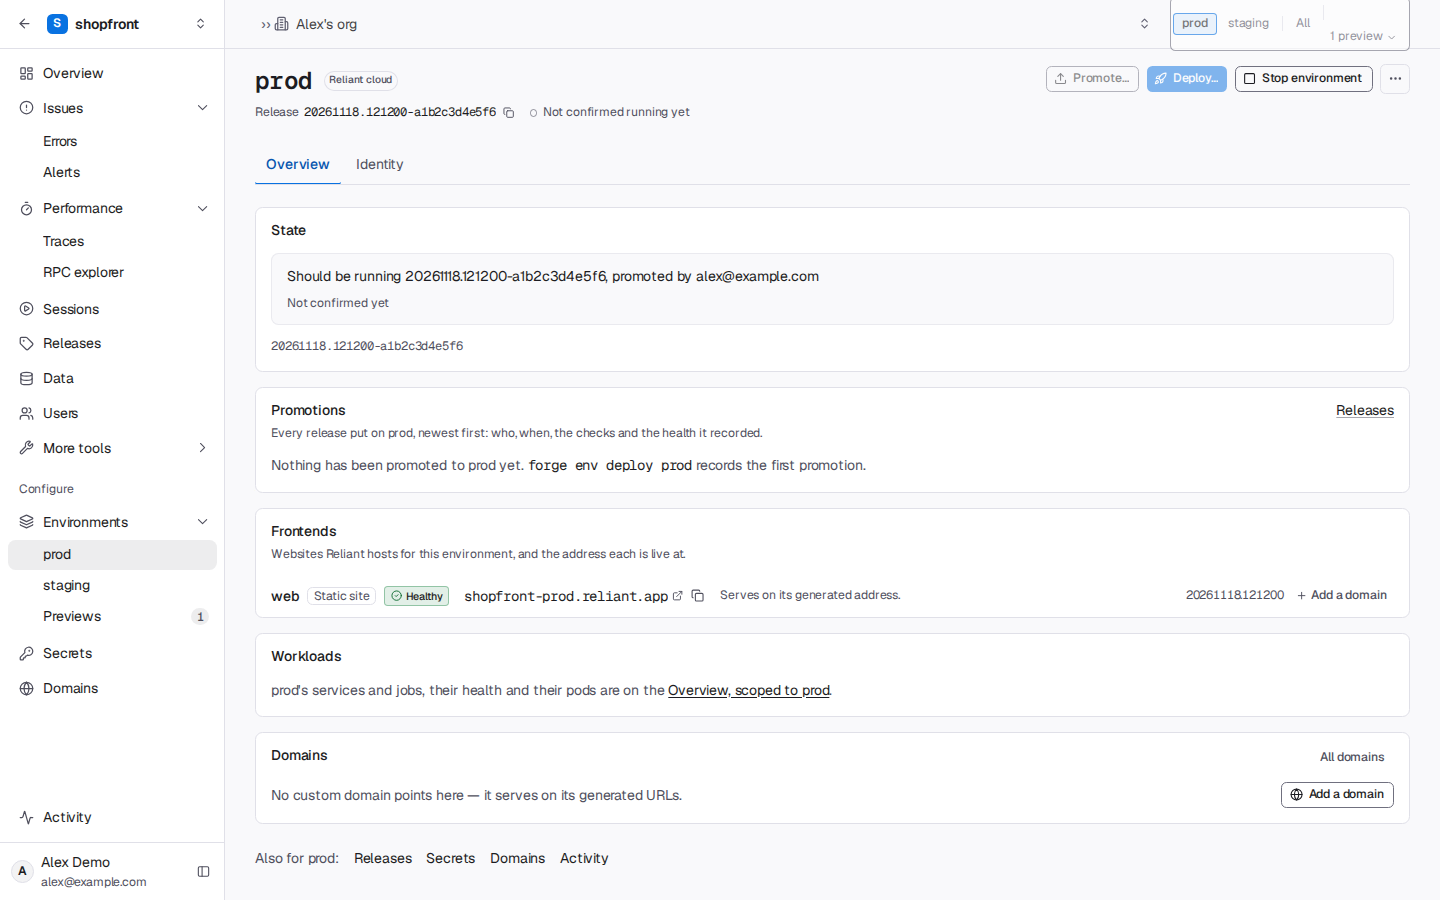 S shopfront
Overview
Issues
Errors
Alerts
Performance
Traces
RPC explorer
Sessions
Releases
Data
Users
More tools
Configure
Environments
prod
staging
Previews 1
Secrets
Domains
Activity
A Alex Demo
alex@example.com
›› Alex's org
prod staging All 1 preview
prod Reliant cloud
Promote... Deploy... Stop environment ...
Release 20261118.121200-a1b2c3d4e5f6 Not confirmed running yet
Overview Identity
State
Should be running 20261118.121200-a1b2c3d4e5f6, promoted by alex@example.com
Not confirmed yet
20261118.121200-a1b2c3d4e5f6
Promotions Releases
Every release put on prod, newest first: who, when, the checks and the health it recorded.
Nothing has been promoted to prod yet. forge env deploy prod records the first promotion.
Frontends
Websites Reliant hosts for this environment, and the address each is live at.
web Static site Healthy shopfront-prod.reliant.app Serves on its generated address. 20261118.121200 + Add a domain
Workloads
prod's services and jobs, their health and their pods are on the Overview, scoped to prod.
Domains All domains
No custom domain points here — it serves on its generated URLs. Add a domain
Also for prod: Releases Secrets Domains Activity